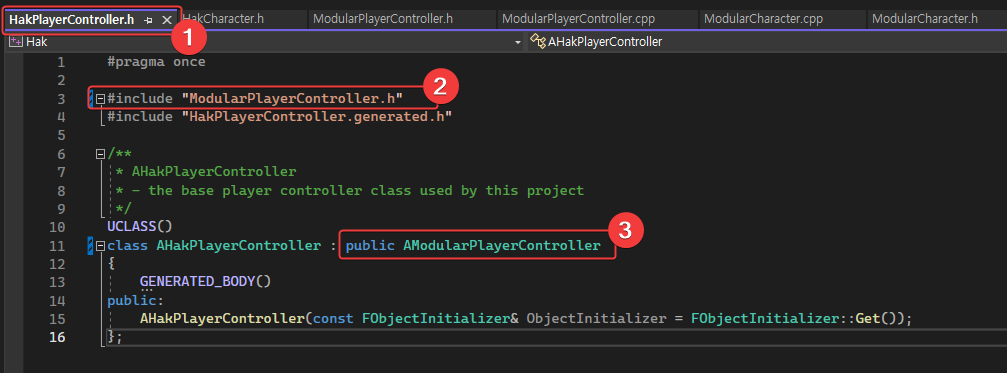 HakPlayerController.h HakCharacter.h ModularPlayerController.h ModularPlayerController.cpp ModularCharacter.cpp ModularCharacter.h
1
Hak AHakPlayerController
1 #pragma once
2
2
3 #include "ModularPlayerController.h"
4 #include "HakPlayerController.generated.h"
5
6 /**
7 * AHakPlayerController
8 * - the base player controller class used by this project
9 */
10 UCLASS()
3
11 class AHakPlayerController : public AModularPlayerController
12 {
13 GENERATED_BODY()
14 public:
15 AHakPlayerController(const FObjectInitializer& ObjectInitializer = FObjectInitializer::Get());
16 };